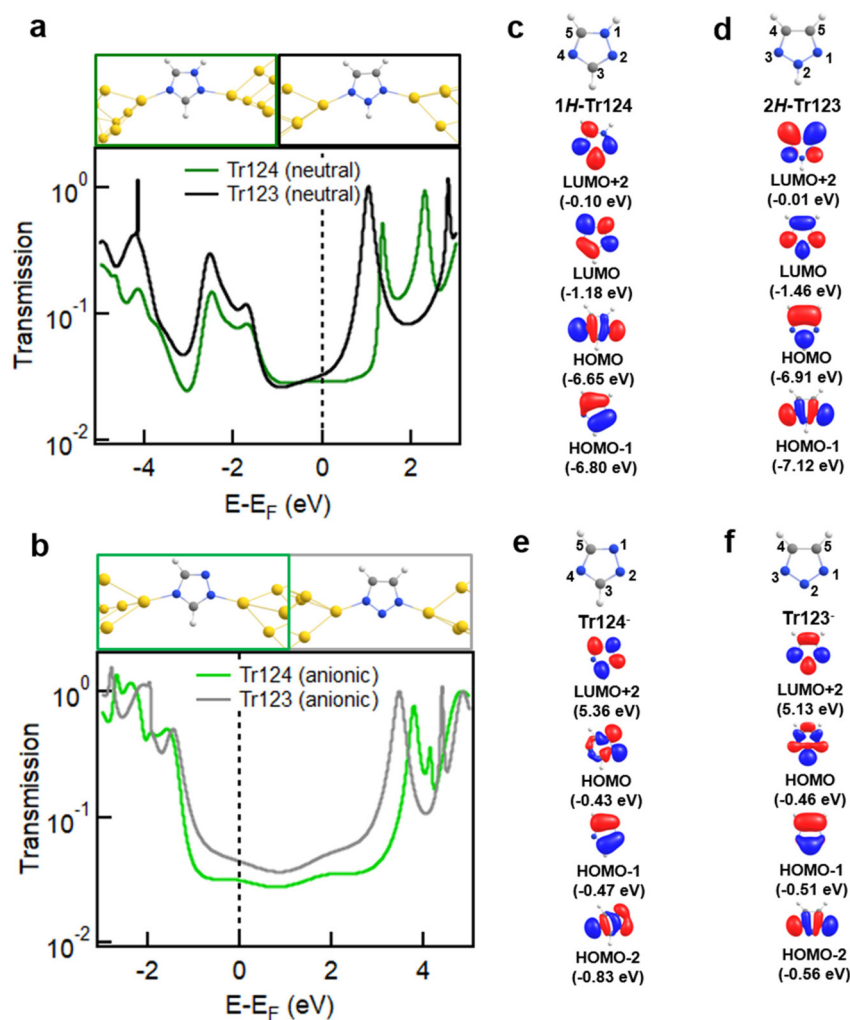 a
Tr124 (neutral)
Tr123 (neutral)
10⁰
10⁻¹
10⁻²
Transmission
-4 -2 0 2
E-E_F (eV)
c
5 1
4 2
3
1H-Tr124
LUMO+2
(-0.10 eV)
LUMO
(-1.18 eV)
HOMO
(-6.65 eV)
HOMO-1
(-6.80 eV)
d
4 5
3 1
2
2H-Tr123
LUMO+2
(-0.01 eV)
LUMO
(-1.46 eV)
HOMO
(-6.91 eV)
HOMO-1
(-7.12 eV)
b
Tr124 (anionic)
Tr123 (anionic)
10⁰
10⁻¹
10⁻²
Transmission
-2 0 2 4
E-E_F (eV)
e
5 1
4 2
3
Tr124⁻
LUMO+2
(5.36 eV)
HOMO
(-0.43 eV)
HOMO-1
(-0.47 eV)
HOMO-2
(-0.83 eV)
f
4 5
3 1
2
Tr123⁻
LUMO+2
(5.13 eV)
HOMO
(-0.46 eV)
HOMO-1
(-0.51 eV)
HOMO-2
(-0.56 eV)